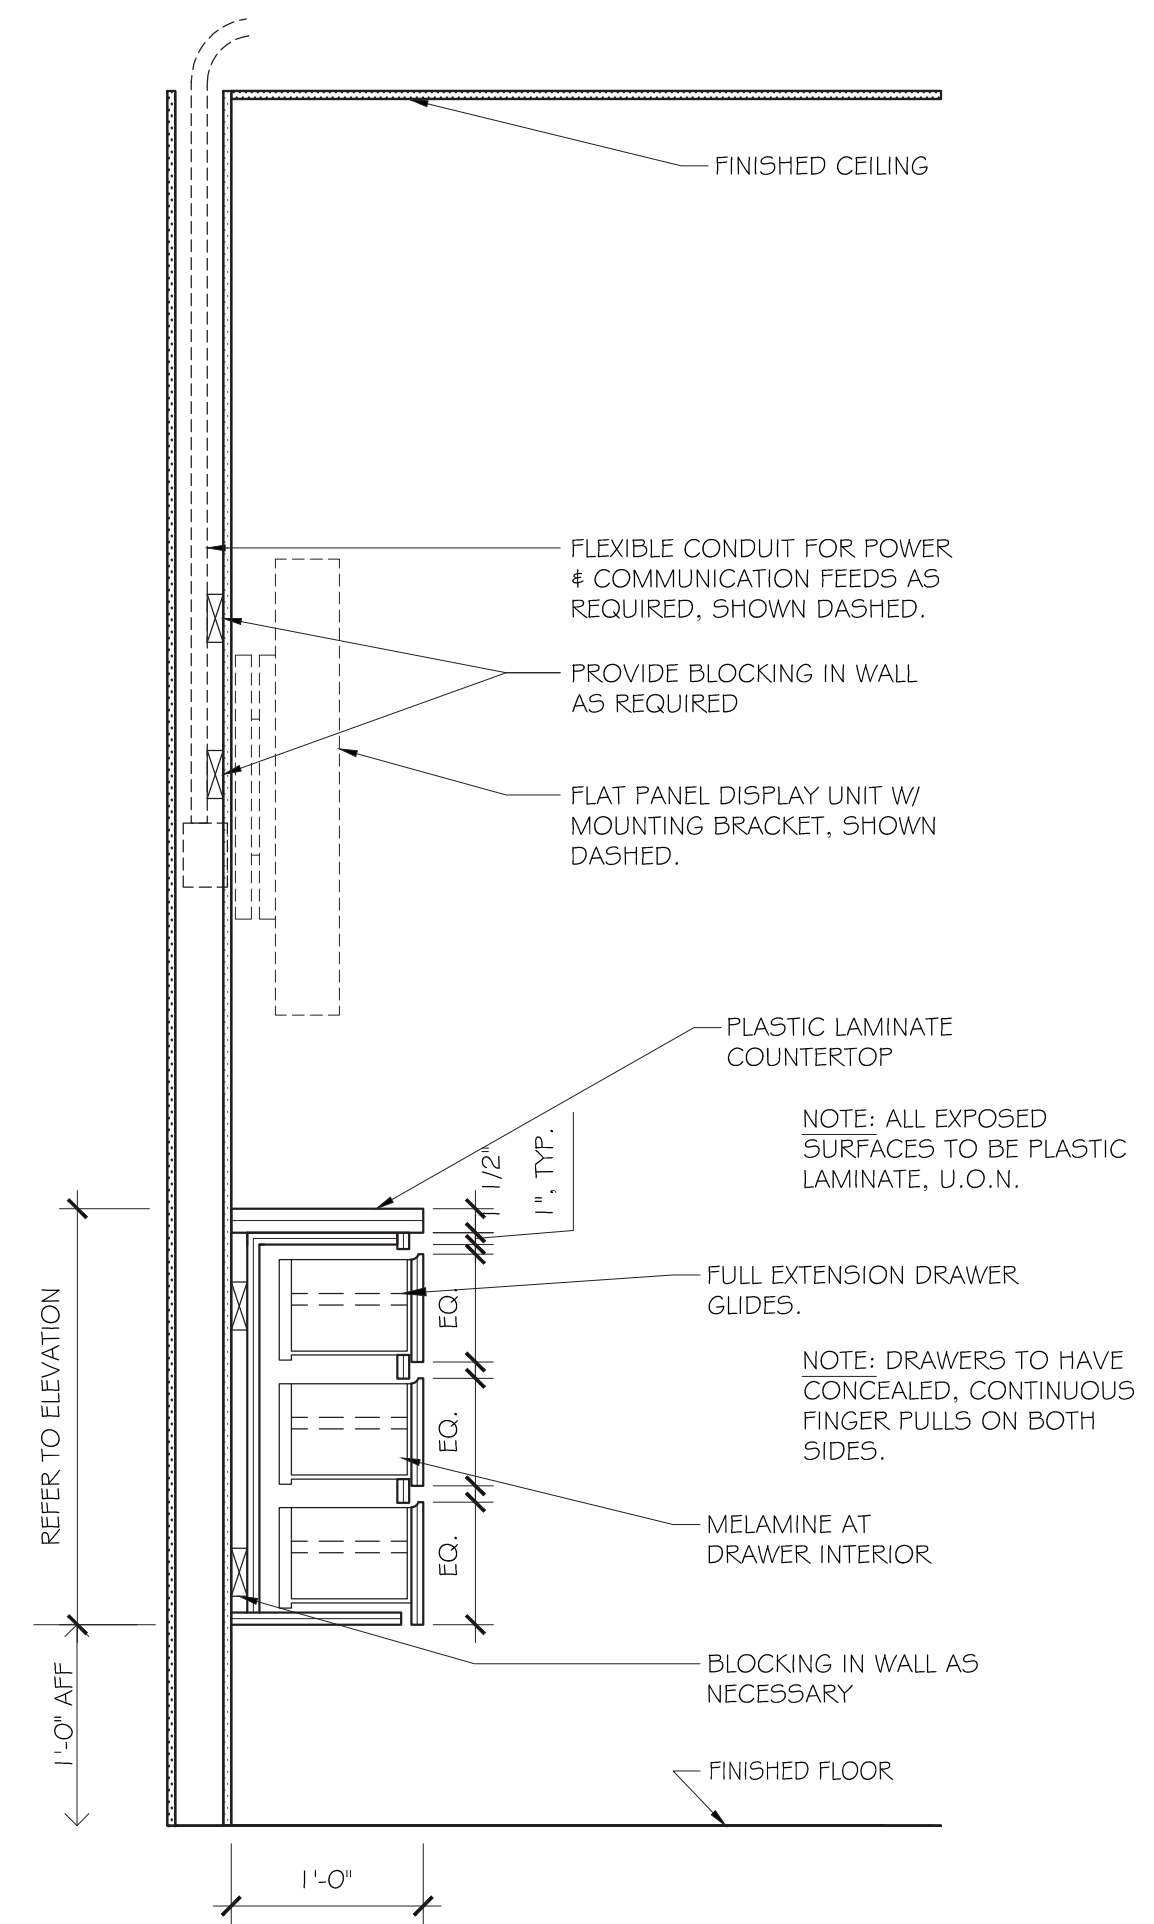 FINISHED CEILING
FLEXIBLE CONDUIT FOR POWER
& COMMUNICATION FEEDS AS
REQUIRED, SHOWN DASHED.
PROVIDE BLOCKING IN WALL
AS REQUIRED
FLAT PANEL DISPLAY UNIT W/
MOUNTING BRACKET, SHOWN
DASHED.
PLASTIC LAMINATE
COUNTERTOP
NOTE: ALL EXPOSED
SURFACES TO BE PLASTIC
LAMINATE, U.O.N.
1 1/2"
1", TYP.
FULL EXTENSION DRAWER
GLIDES.
EQ.
REFER TO ELEVATION
NOTE: DRAWERS TO HAVE
CONCEALED, CONTINUOUS
FINGER PULLS ON BOTH
SIDES.
EQ.
MELAMINE AT
DRAWER INTERIOR
EQ.
BLOCKING IN WALL AS
NECESSARY
1'-0" AFF
FINISHED FLOOR
1'-0"